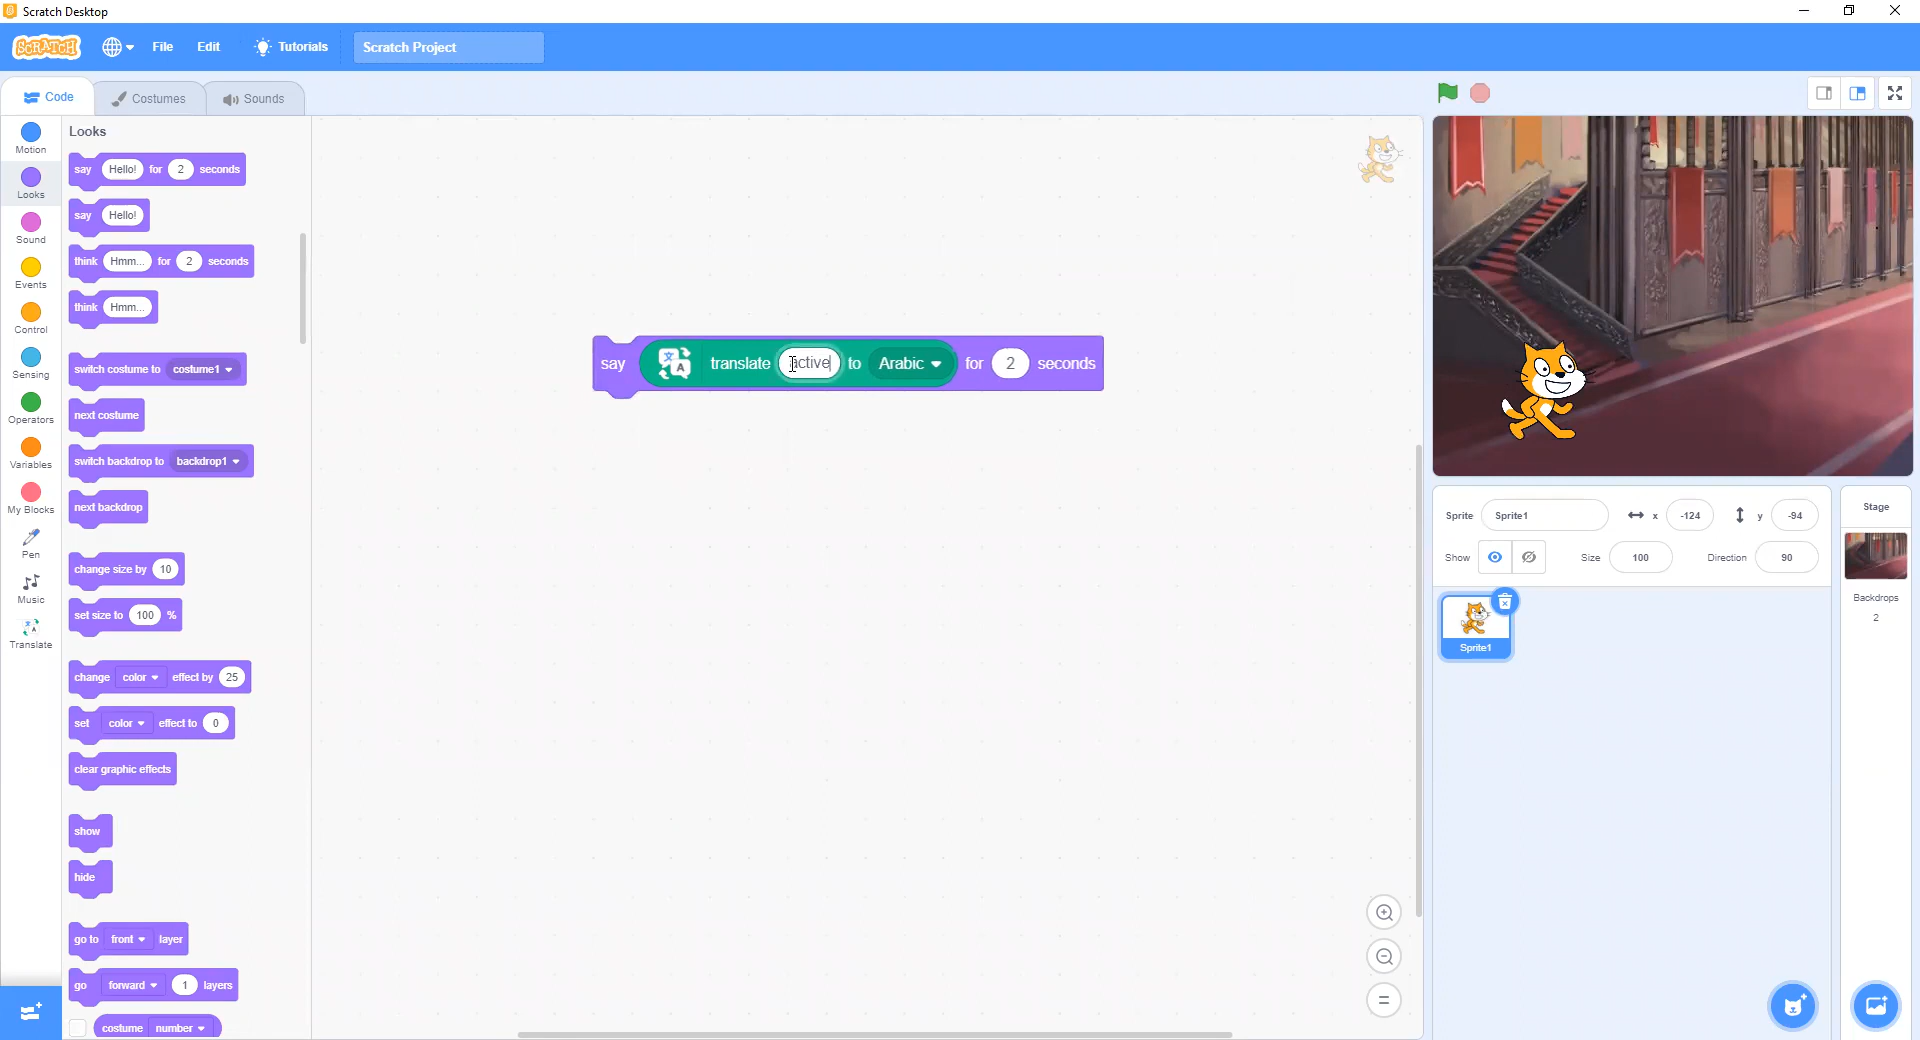 Scratch Desktop
SCRATCH File Edit Tutorials Scratch Project
Code Costumes Sounds
Motion
Looks
Sound
Events
Control
Sensing
Operators
Variables
My Blocks
Pen
Music
Translate
Looks
say Hello! for 2 seconds
say Hello!
think Hmm... for 2 seconds
think Hmm...
switch costume to costume1
next costume
switch backdrop to backdrop1
next backdrop
change size by 10
set size to 100 %
change color effect by 25
set color effect to 0
clear graphic effects
show
hide
go to front layer
go forward 1 layers
costume number
say translate active to Arabic for 2 seconds
Sprite Sprite1 x -124 y -94
Show Size 100 Direction 90
Sprite1
Stage
Backdrops
2